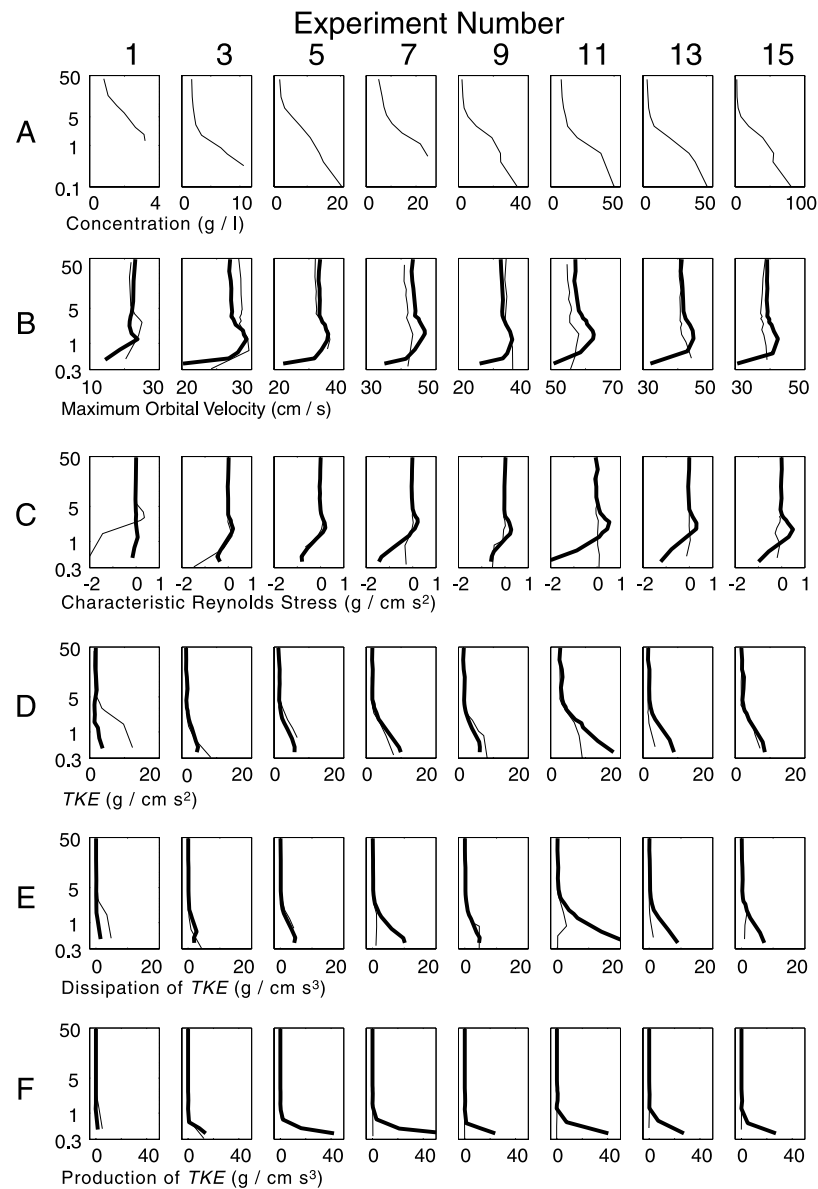 Experiment Number
1 3 5 7 9 11 13 15
A
50
5
1
0.1
0 4 0 10 0 20 0 20 0 40 0 50 0 50 0 100
Concentration (g / l)
B
50
5
1
0.3
10 30 10 30 20 40 30 50 20 40 50 70 30 50 30 50
Maximum Orbital Velocity (cm / s)
C
50
5
1
0.3
-2 0 1 -2 0 1 -2 0 1 -2 0 1 -2 0 1 -2 0 1 -2 0 1 -2 0 1
Characteristic Reynolds Stress (g / cm s²)
D
50
5
1
0.3
0 20 0 20 0 20 0 20 0 20 0 20 0 20 0 20
TKE (g / cm s²)
E
50
5
1
0.3
0 20 0 20 0 20 0 20 0 20 0 20 0 20 0 20
Dissipation of TKE (g / cm s³)
F
50
5
1
0.3
0 40 0 40 0 40 0 40 0 40 0 40 0 40 0 40
Production of TKE (g / cm s³)